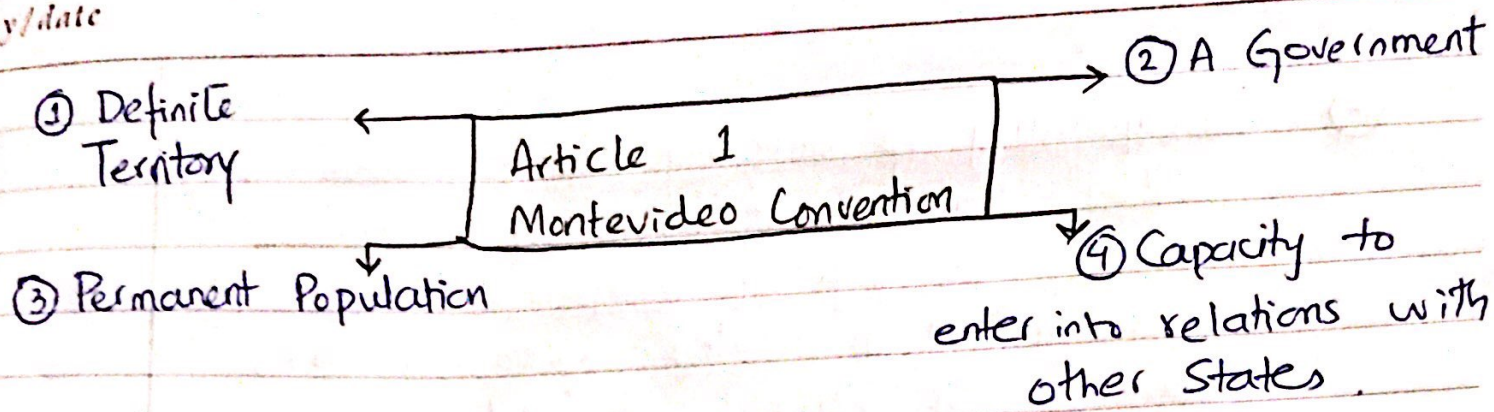 y/date
② A Government
① Definite
Territory
Article 1
Montevideo Convention
③ Permanent Population
④ Capacity to
enter into relations with
other States.